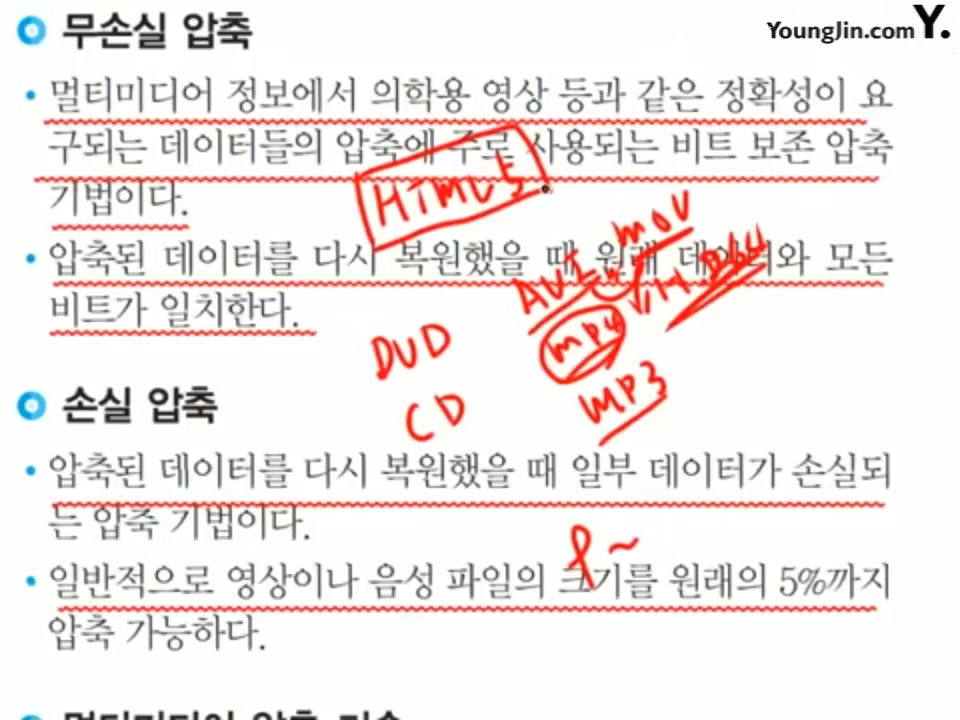 무손실 압축
YoungJin.com Y.
• 멀티미디어 정보에서 의학용 영상 등과 같은 정확성이 요
구되는 데이터들의 압축에 주로 사용되는 비트 보존 압축
기법이다.
HTML5
mov
• 압축된 데이터를 다시 복원했을 때 원래 데이터와 모든
AVI
비트가 일치한다.
DVD
mp4
MP3
CD
손실 압축
• 압축된 데이터를 다시 복원했을 때 일부 데이터가 손실되
는 압축 기법이다.
• 일반적으로 영상이나 음성 파일의 크기를 원래의 5%까지
압축 가능하다.